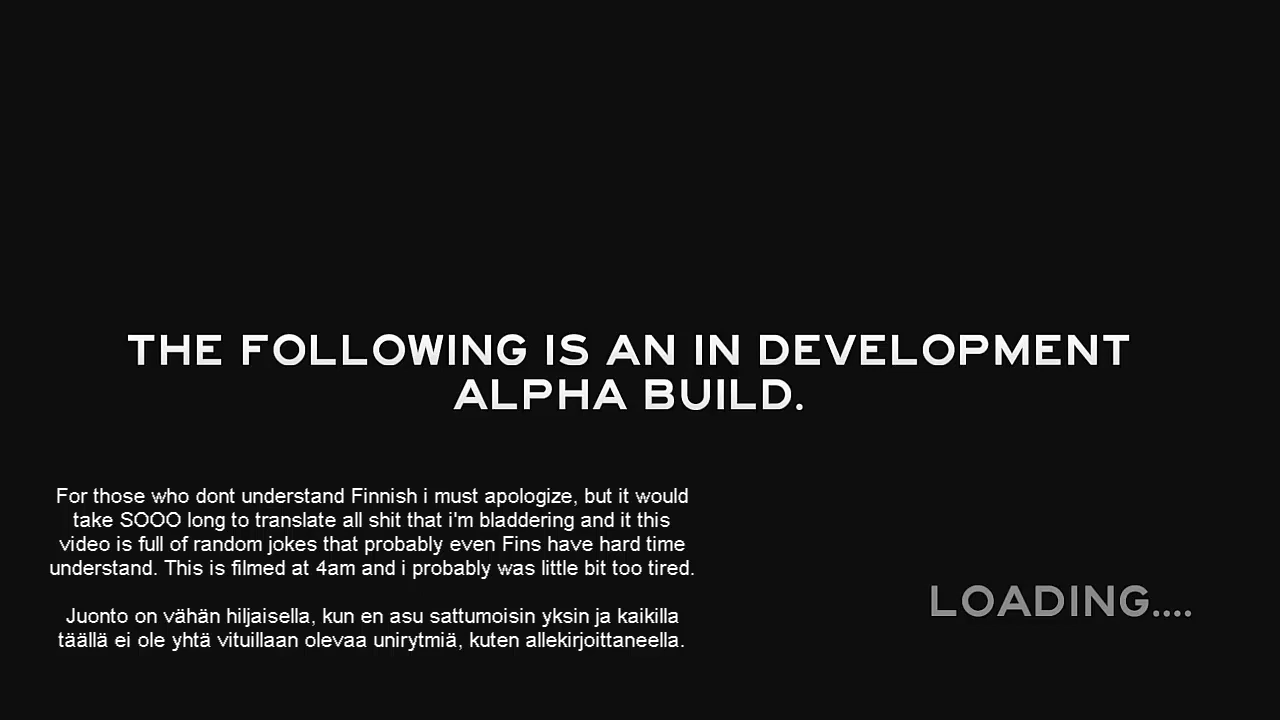 THE FOLLOWING IS AN IN DEVELOPMENT
ALPHA BUILD.
For those who dont understand Finnish i must apologize, but it would
take SOOO long to translate all shit that i'm bladdering and it this
video is full of random jokes that probably even Fins have hard time
understand. This is filmed at 4am and i probably was little bit too tired.
Juonto on vähän hiljaisella, kun en asu sattumoisin yksin ja kaikilla
täällä ei ole yhtä vituillaan olevaa unirytmiä, kuten allekirjoittaneella.
LOADING....